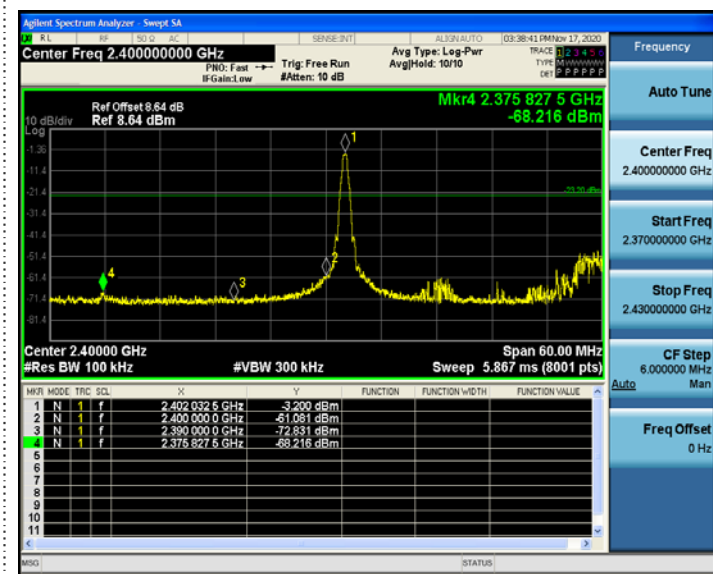 Agilent Spectrum Analyzer - Swept SA
RL RF 50 Ω AC SENSE:INT ALIGN AUTO 03:38:41 PM Nov 17, 2020
Center Freq 2.400000000 GHz
PNO: Fast
IFGain:Low
Trig: Free Run
#Atten: 10 dB
Avg Type: Log-Pwr
Avg|Hold: 10/10
TRACE 1 2 3 4 5 6
TYPE M W W W W W
DET P P P P P P
Ref Offset 8.64 dB
10 dB/div Ref 8.64 dBm
Log
Mkr4 2.375 827 5 GHz
-68.216 dBm
-1.36
-11.4
-21.4
-31.4
-41.4
-51.4
-61.4
-71.4
-81.4
-23.20 dBm
1
2
3
4
Center 2.40000 GHz Span 60.00 MHz
#Res BW 100 kHz #VBW 300 kHz Sweep 5.867 ms (8001 pts)
MKR MODE TRC SCL X Y FUNCTION FUNCTION WIDTH FUNCTION VALUE
1 N 1 f 2.402 032 5 GHz -3.200 dBm
2 N 1 f 2.400 000 0 GHz -61.081 dBm
3 N 1 f 2.390 000 0 GHz -72.831 dBm
4 N 1 f 2.375 827 5 GHz -68.216 dBm
5
6
7
8
9
10
11
MSG STATUS
Frequency
Auto Tune
Center Freq
2.400000000 GHz
Start Freq
2.370000000 GHz
Stop Freq
2.430000000 GHz
CF Step
6.000000 MHz
Auto Man
Freq Offset
0 Hz